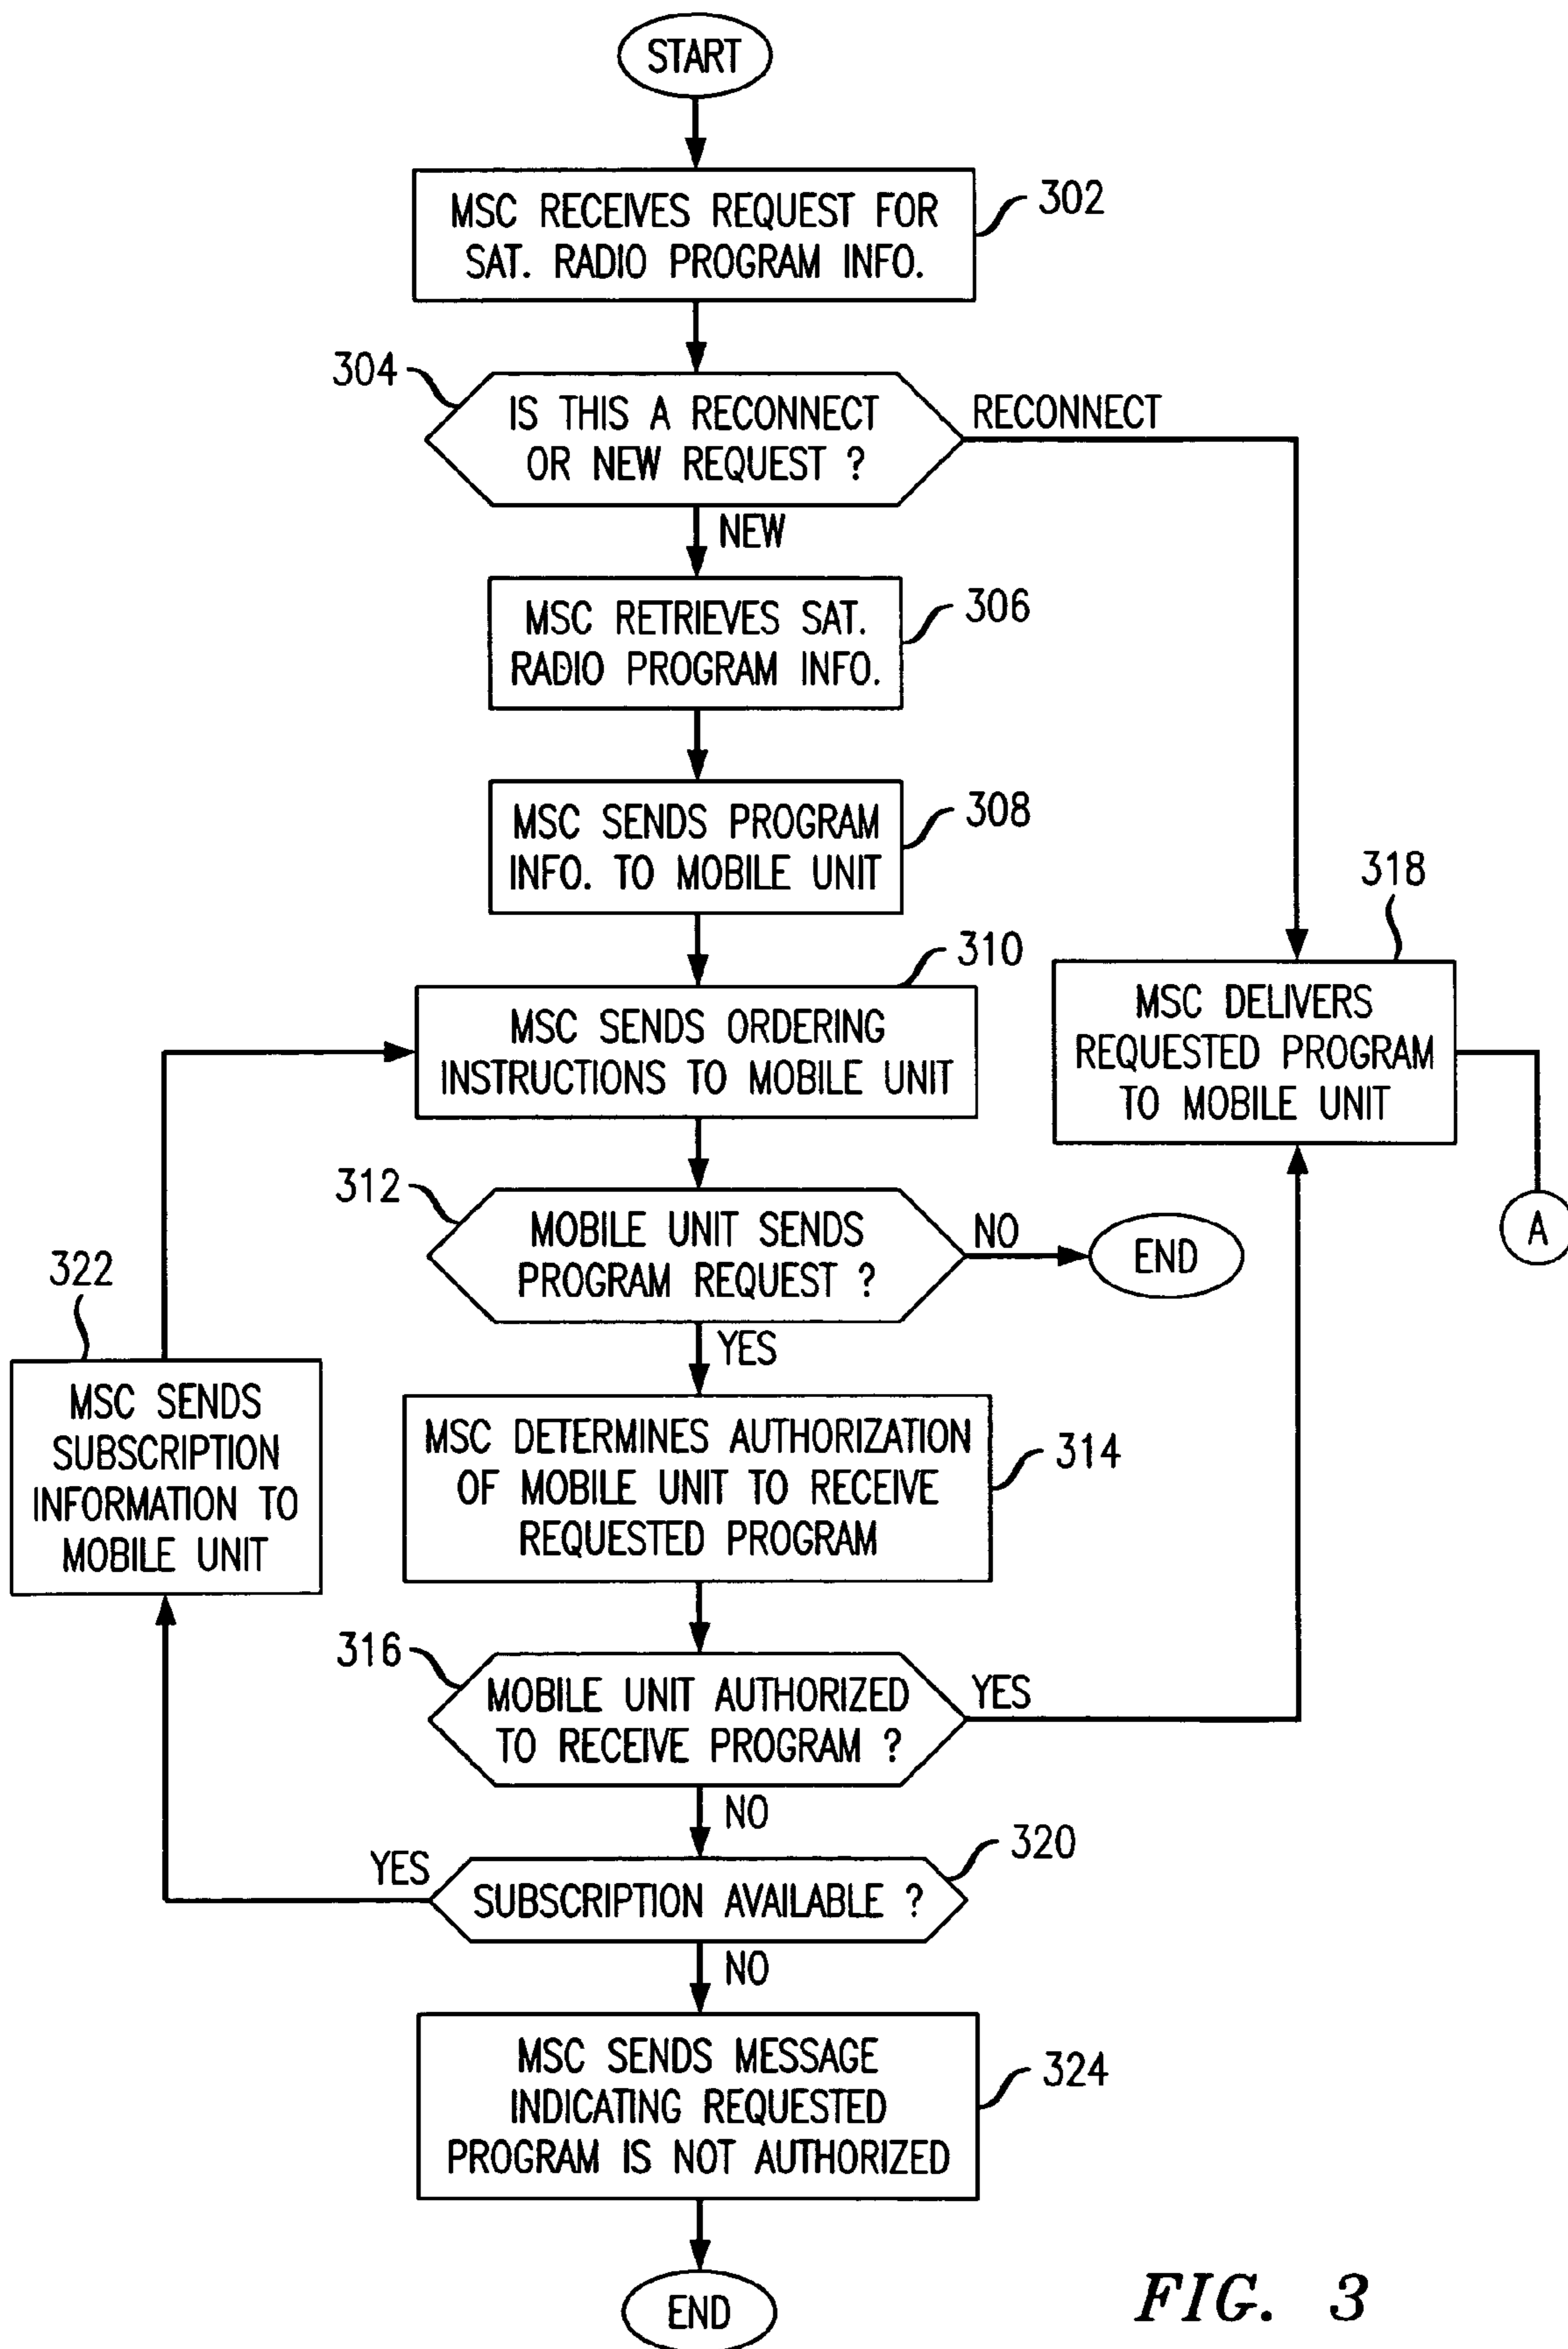 START
MSC RECEIVES REQUEST FOR
SAT. RADIO PROGRAM INFO.
302
304
IS THIS A RECONNECT
OR NEW REQUEST ?
RECONNECT
NEW
MSC RETRIEVES SAT.
RADIO PROGRAM INFO.
306
MSC SENDS PROGRAM
INFO. TO MOBILE UNIT
308
310
MSC SENDS ORDERING
INSTRUCTIONS TO MOBILE UNIT
318
MSC DELIVERS
REQUESTED PROGRAM
TO MOBILE UNIT
A
312
MOBILE UNIT SENDS
PROGRAM REQUEST ?
NO
END
YES
322
MSC SENDS
SUBSCRIPTION
INFORMATION TO
MOBILE UNIT
MSC DETERMINES AUTHORIZATION
OF MOBILE UNIT TO RECEIVE
REQUESTED PROGRAM
314
316
MOBILE UNIT AUTHORIZED
TO RECEIVE PROGRAM ?
YES
NO
320
YES
SUBSCRIPTION AVAILABLE ?
NO
MSC SENDS MESSAGE
INDICATING REQUESTED
PROGRAM IS NOT AUTHORIZED
324
END
FIG. 3